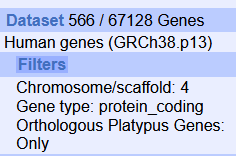 Dataset 566 / 67128 Genes
Human genes (GRCh38.p13)
Filters
Chromosome/scaffold: 4
Gene type: protein_coding
Orthologous Platypus Genes:
Only